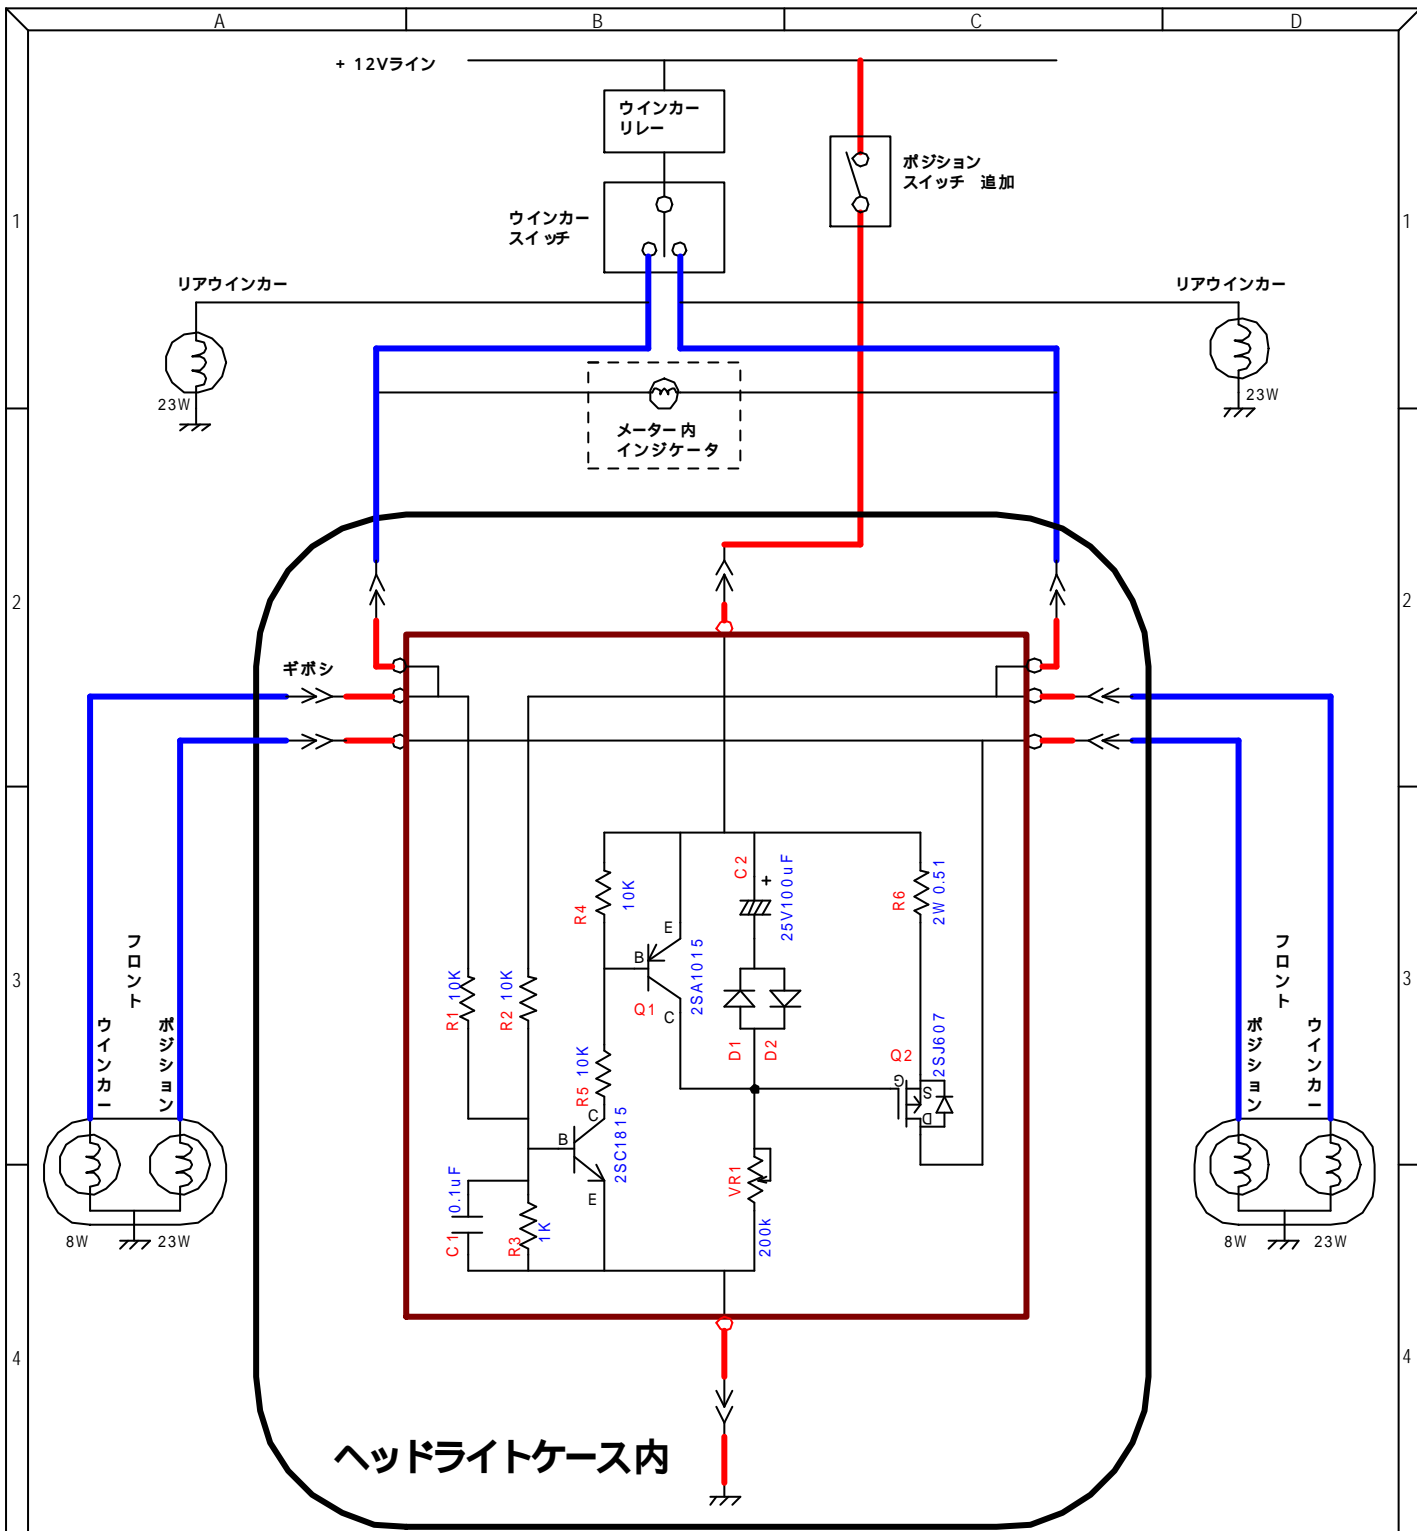 A
B
C
D
+ 12Vライン
ウインカー
リレー
ポジション
スイッチ 追加
1
ウインカー
スイッチ
1
リアウインカー
リアウインカー
23W
23W
メーター内
インジケータ
2
2
ギボシ
C2
+
25V100uF
R4
10K
R6
2W 0.51
E
B
Q1
C
2SA1015
フロント
フロント
3
3
R1 10K
R2 10K
D1
D2
Q2
2SJ607
G
S
D
ウインカー
ポジション
ポジション
ウインカー
R5 10K
C
B
E
2SC1815
VR1
200k
C1
0.1uF
R3
1K
8W
23W
8W
23W
4
4
ヘッドライトケース内